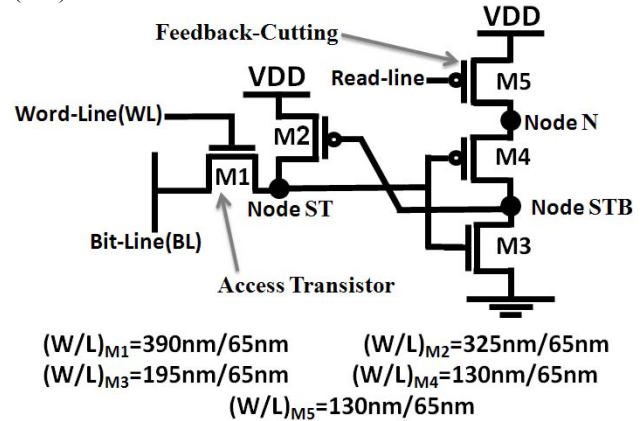 VDD
Feedback-Cutting
VDD
Read-line
M5
Word-Line(WL)
Node N
M2
M4
M1
Node ST
Node STB
Bit-Line(BL)
M3
Access Transistor
(W/L)M1=390nm/65nm
(W/L)M2=325nm/65nm
(W/L)M3=195nm/65nm
(W/L)M4=130nm/65nm
(W/L)M5=130nm/65nm